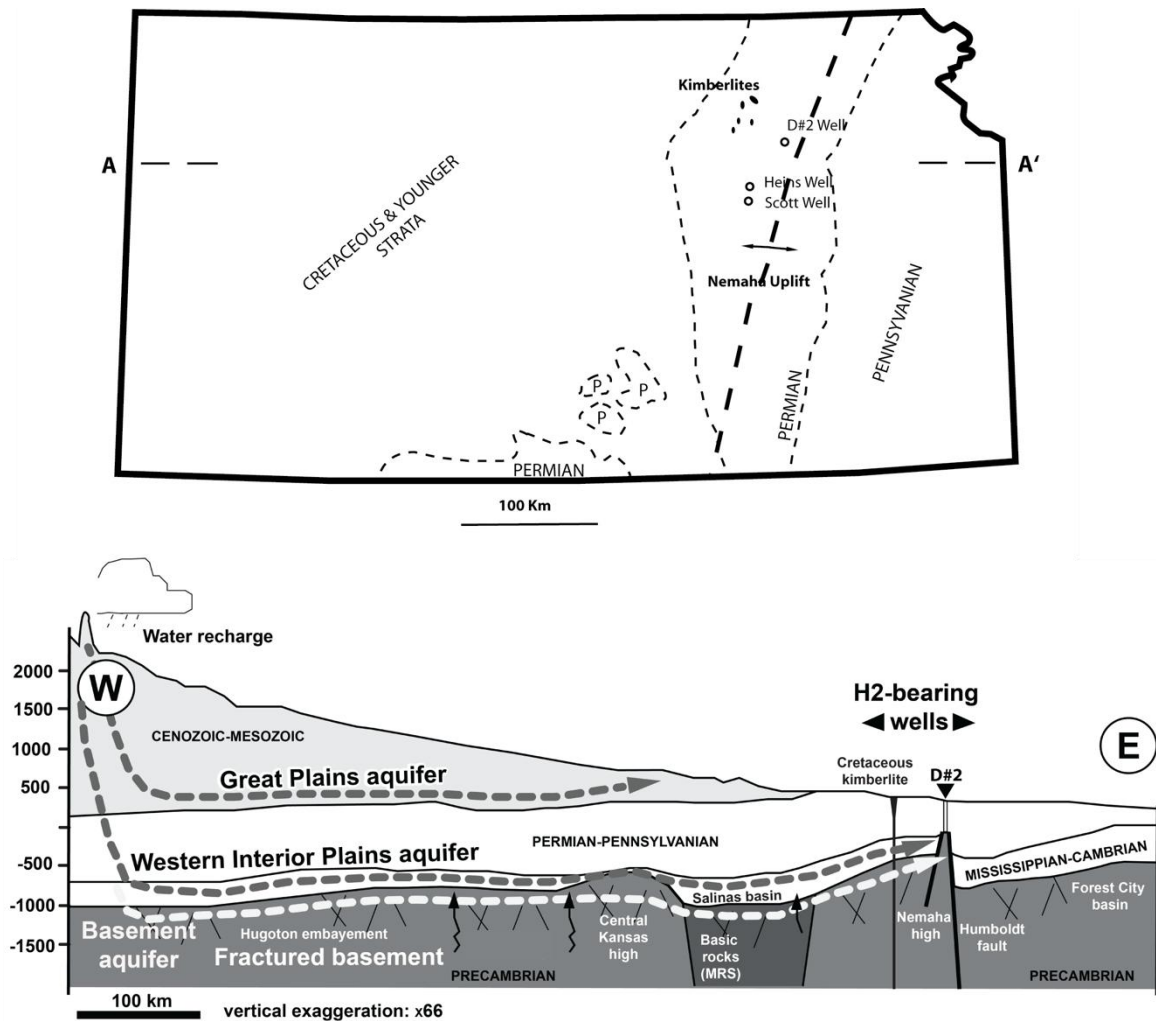 Kimberlites
D#2 Well
A
A'
CRETACEOUS & YOUNGER
STRATA
Heins Well
Scott Well
Nemaha Uplift
PENNSYVANIAN
PERMIAN
P
P
P
PERMIAN
100 Km
Water recharge
2000
1500
1000
500
-500
-1000
-1500
W
H2-bearing
wells
E
CENOZOIC-MESOZOIC
Cretaceous
kimberlite
D#2
Great Plains aquifer
PERMIAN-PENNSYLVANIAN
Western Interior Plains aquifer
MISSISSIPPIAN-CAMBRIAN
Salinas basin
Basement
aquifer
Hugoton embayement
Fractured basement
Central
Kansas
high
Basic
rocks
(MRS)
Nemaha
high
Humboldt
fault
Forest City
basin
PRECAMBRIAN
PRECAMBRIAN
100 km
vertical exaggeration: x66